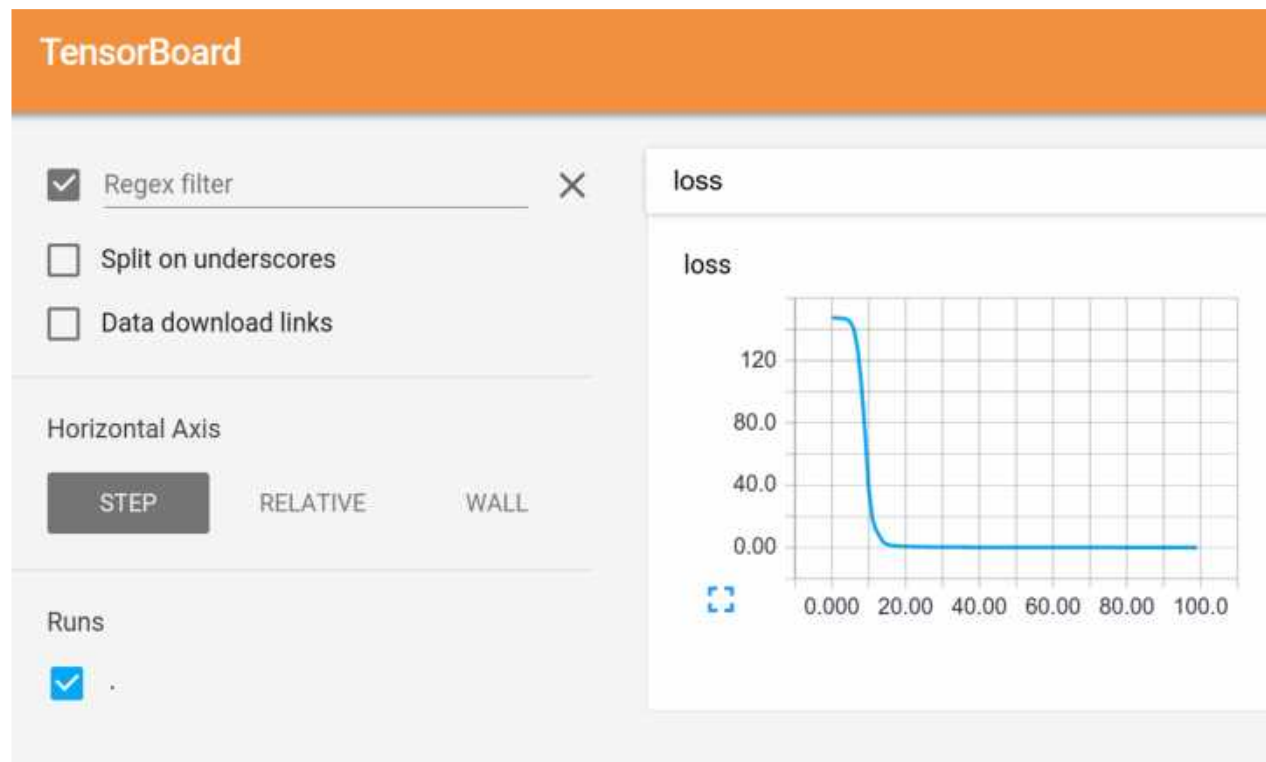 TensorBoard
Regex filter
Split on underscores
Data download links
Horizontal Axis
STEP RELATIVE WALL
Runs
.
loss
loss
120
80.0
40.0
0.00
0.000 20.00 40.00 60.00 80.00 100.0